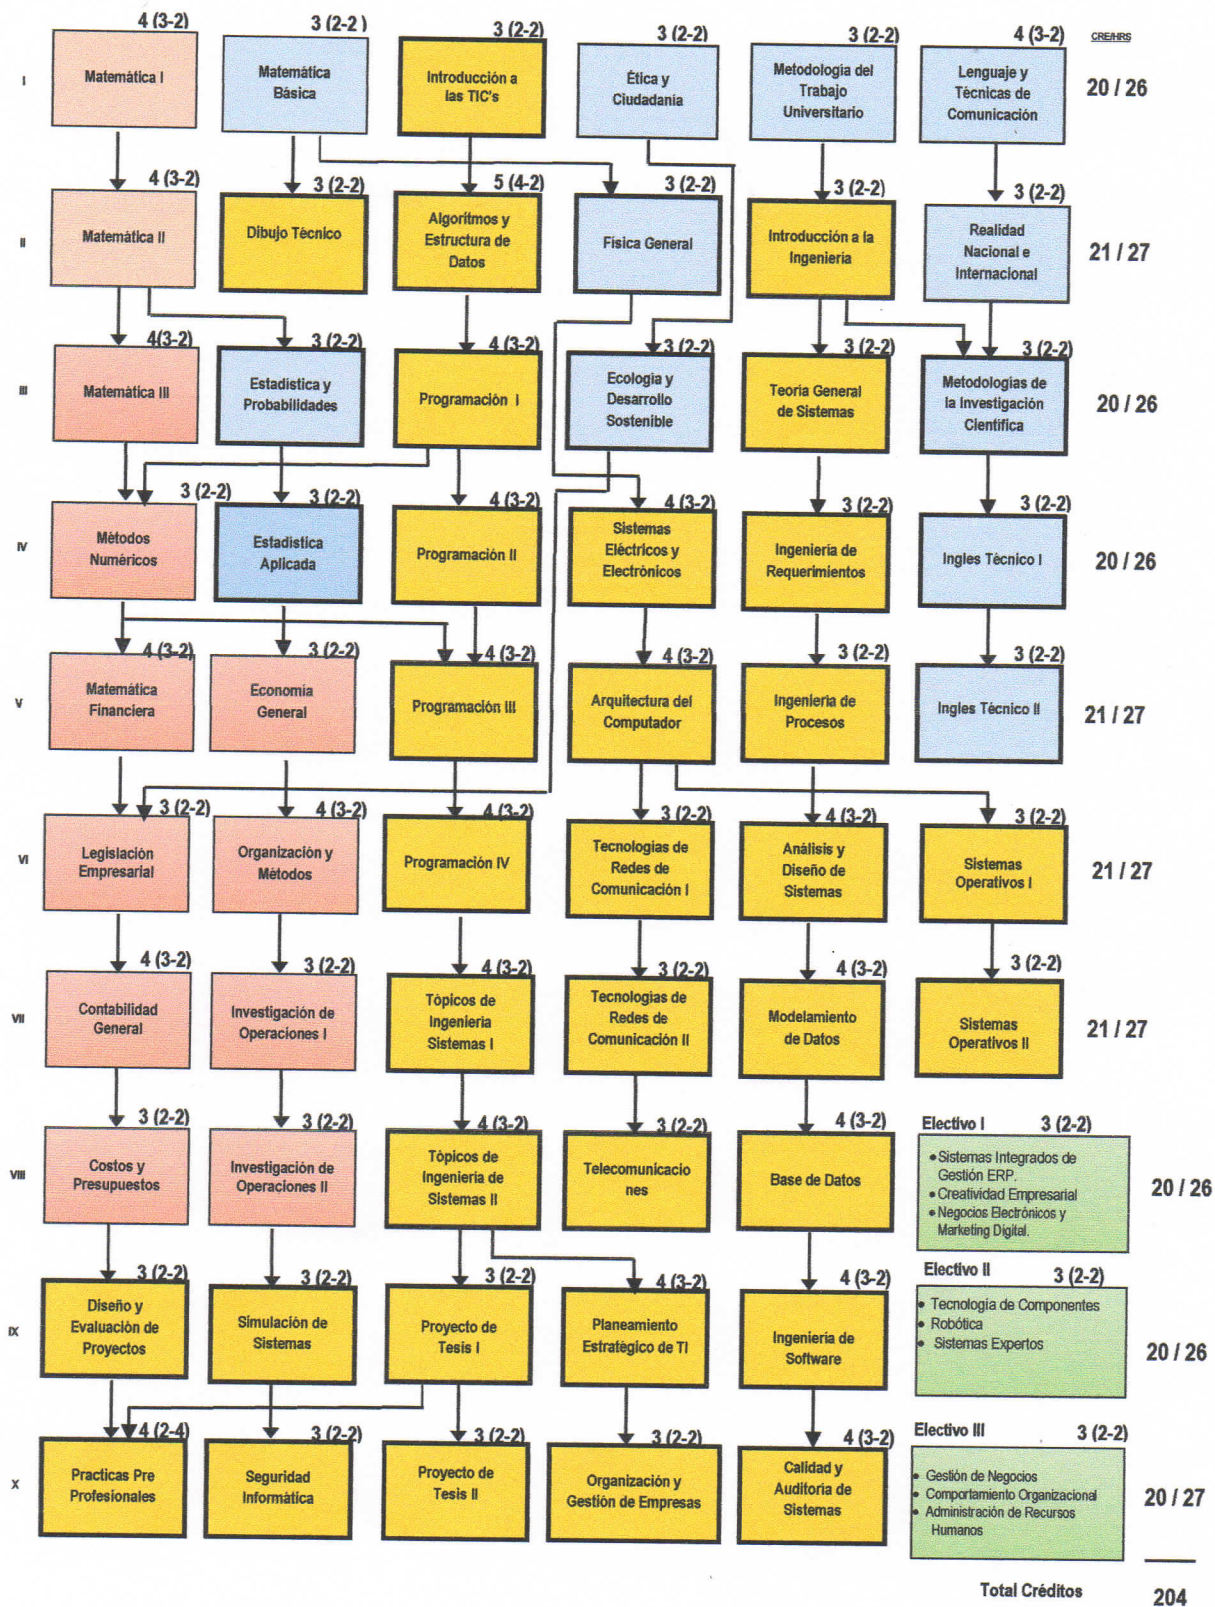 4 (3-2)
3 (2-2 )
3 (2-2)
3 (2-2)
3 (2-2)
4 (3-2)
CRE/HRS
I
Matemática I
Matemática
Básica
Introducción a
las TIC's
Ética y
Ciudadanía
Metodología del
Trabajo
Universitario
Lenguaje y
Técnicas de
Comunicación
20 / 26
4 (3-2)
3 (2-2)
5 (4-2)
3 (2-2)
3 (2-2)
3 (2-2)
II
Matemática II
Dibujo Técnico
Algoritmos y
Estructura de
Datos
Física General
Introducción a la
Ingeniería
Realidad
Nacional e
Internacional
21 / 27
4(3-2)
3 (2-2)
4 (3-2)
3 (2-2)
3 (2-2)
3 (2-2)
III
Matemática III
Estadística y
Probabilidades
Programación I
Ecología y
Desarrollo
Sostenible
Teoría General
de Sistemas
Metodologías de
la Investigación
Científica
20 / 26
3 (2-2)
3 (2-2)
4 (3-2)
4 (3-2)
3 (2-2)
3 (2-2)
IV
Métodos
Numéricos
Estadística
Aplicada
Programación II
Sistemas
Eléctricos y
Electrónicos
Ingeniería de
Requerimientos
Ingles Técnico I
20 / 26
4 (3-2)
3 (2-2)
4 (3-2)
4 (3-2)
3 (2-2)
3 (2-2)
V
Matemática
Financiera
Economía
General
Programación III
Arquitectura del
Computador
Ingeniería de
Procesos
Ingles Técnico II
21 / 27
3 (2-2)
4 (3-2)
4 (3-2)
3 (2-2)
4 (3-2)
3 (2-2)
VI
Legislación
Empresarial
Organización y
Métodos
Programación IV
Tecnologías de
Redes de
Comunicación I
Análisis y
Diseño de
Sistemas
Sistemas
Operativos I
21 / 27
4 (3-2)
3 (2-2)
4 (3-2)
3 (2-2)
4 (3-2)
3 (2-2)
VII
Contabilidad
General
Investigación de
Operaciones I
Tópicos de
Ingeniería
Sistemas I
Tecnologías de
Redes de
Comunicación II
Modelamiento
de Datos
Sistemas
Operativos II
21 / 27
3 (2-2)
3 (2-2)
4 (3-2)
3 (2-2)
4 (3-2)
Electivo I 3 (2-2)
VIII
Costos y
Presupuestos
Investigación de
Operaciones II
Tópicos de
Ingeniería de
Sistemas II
Telecomunicacio
nes
Base de Datos
• Sistemas Integrados de
Gestión ERP.
• Creatividad Empresarial
• Negocios Electrónicos y
Marketing Digital.
20 / 26
3 (2-2)
3 (2-2)
3 (2-2)
4 (3-2)
4 (3-2)
Electivo II 3 (2-2)
IX
Diseño y
Evaluación de
Proyectos
Simulación de
Sistemas
Proyecto de
Tesis I
Planeamiento
Estratégico de TI
Ingeniería de
Software
• Tecnología de Componentes
• Robótica
• Sistemas Expertos
20 / 26
4 (2-4)
3 (2-2)
3 (2-2)
3 (2-2)
4 (3-2)
Electivo III 3 (2-2)
X
Practicas Pre
Profesionales
Seguridad
Informática
Proyecto de
Tesis II
Organización y
Gestión de Empresas
Calidad y
Auditoria de
Sistemas
• Gestión de Negocios
• Comportamiento Organizacional
• Administración de Recursos
Humanos
20 / 27
Total Créditos 204